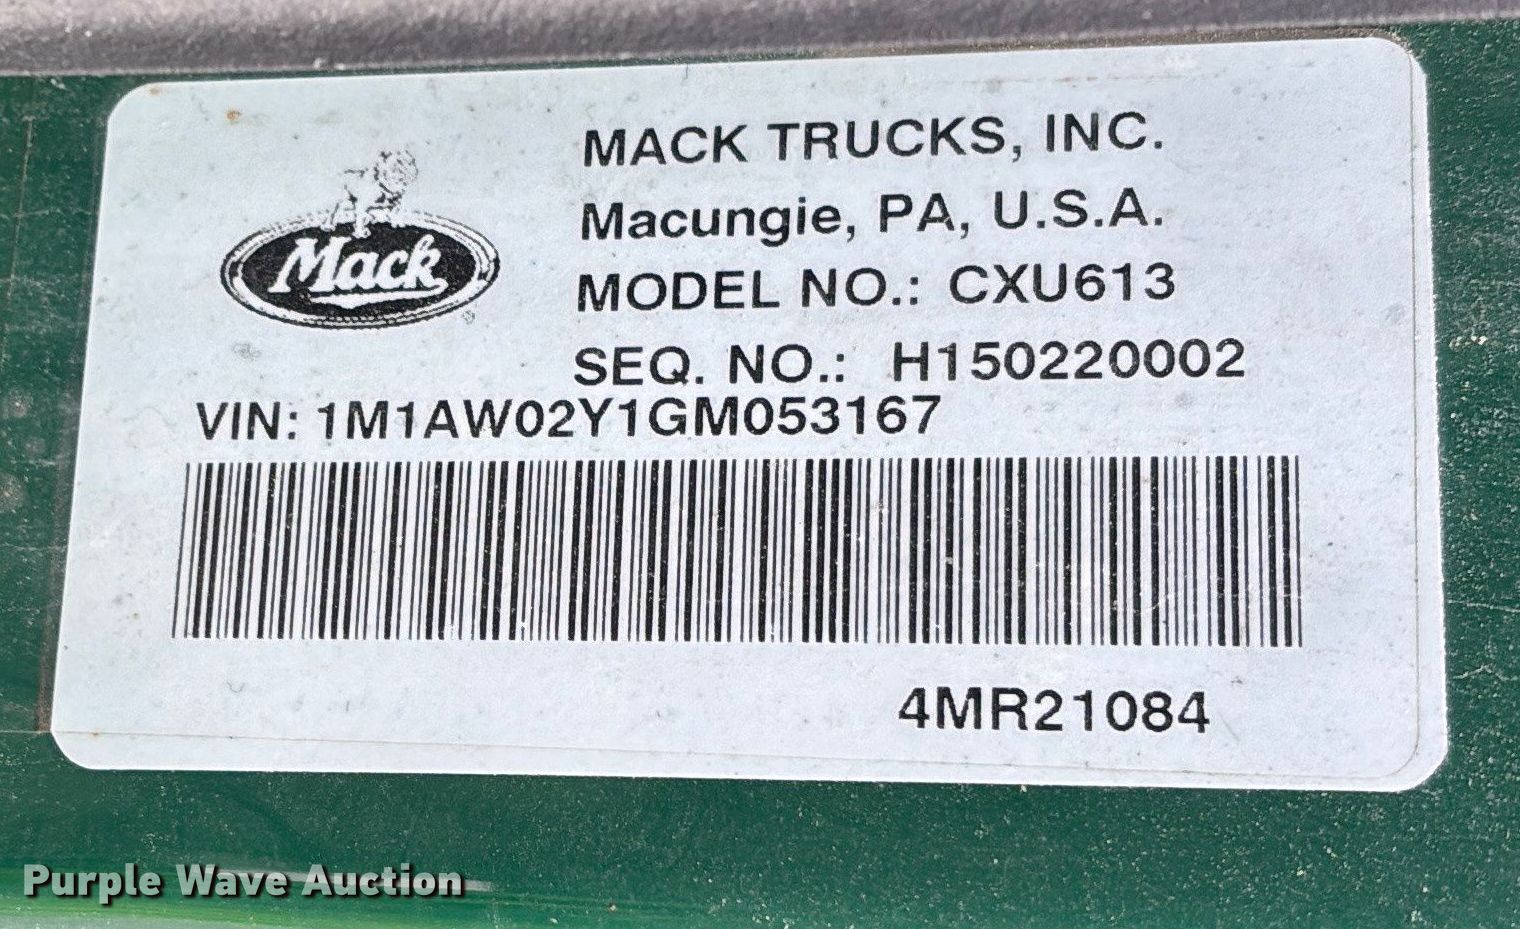 MACK TRUCKS, INC.
Macungie, PA, U.S.A.
Mack
®
MODEL NO.: CXU613
SEQ. NO.: H150220002
VIN: 1M1AW02Y1GM053167
4MR21084
Purple Wave Auction